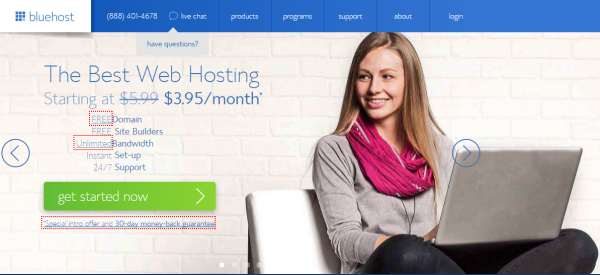 bluehost
(888) 401-4678
live chat
products
programs
support
about
login
have questions?
The Best Web Hosting
Starting at $5.99 $3.95/month*
FREE Domain
FREE Site Builders
Unlimited Bandwidth
Instant Set-up
24/7 Support
get started now
*Special intro offer and 30-day money-back guarantee